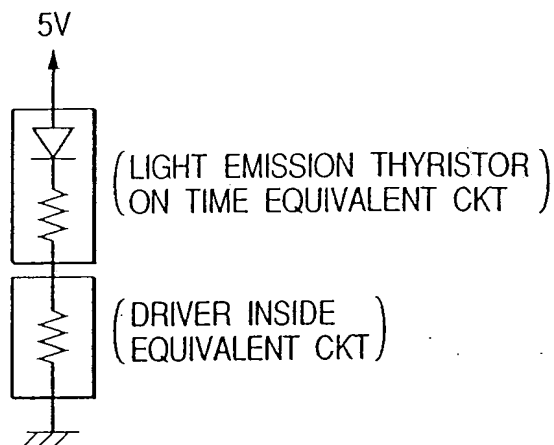 5V
(LIGHT EMISSION THYRISTOR
ON TIME EQUIVALENT CKT)
(DRIVER INSIDE
EQUIVALENT CKT)